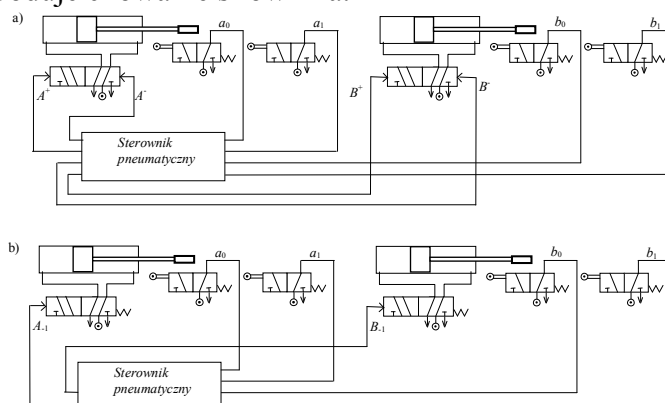 a)
a₀
a₁
b₀
b₁
A⁺
A⁻
B⁺
B⁻
Sterownik
pneumatyczny
b)
a₀
a₁
b₀
b₁
A₋₁
B₋₁
Sterownik
pneumatyczny